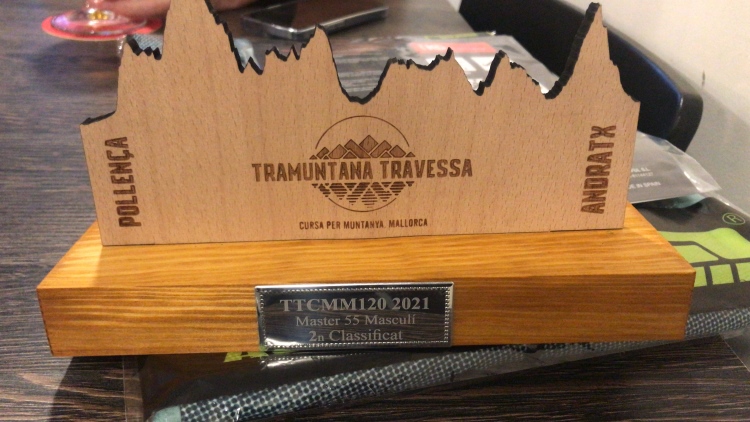 POLLENÇA
TRAMUNTANA TRAVESSA
CURSA PER MUNTANYA. MALLORCA
ANDRATX
TTCMM120 2021
Master 55 Masculí
2n Classificat
®